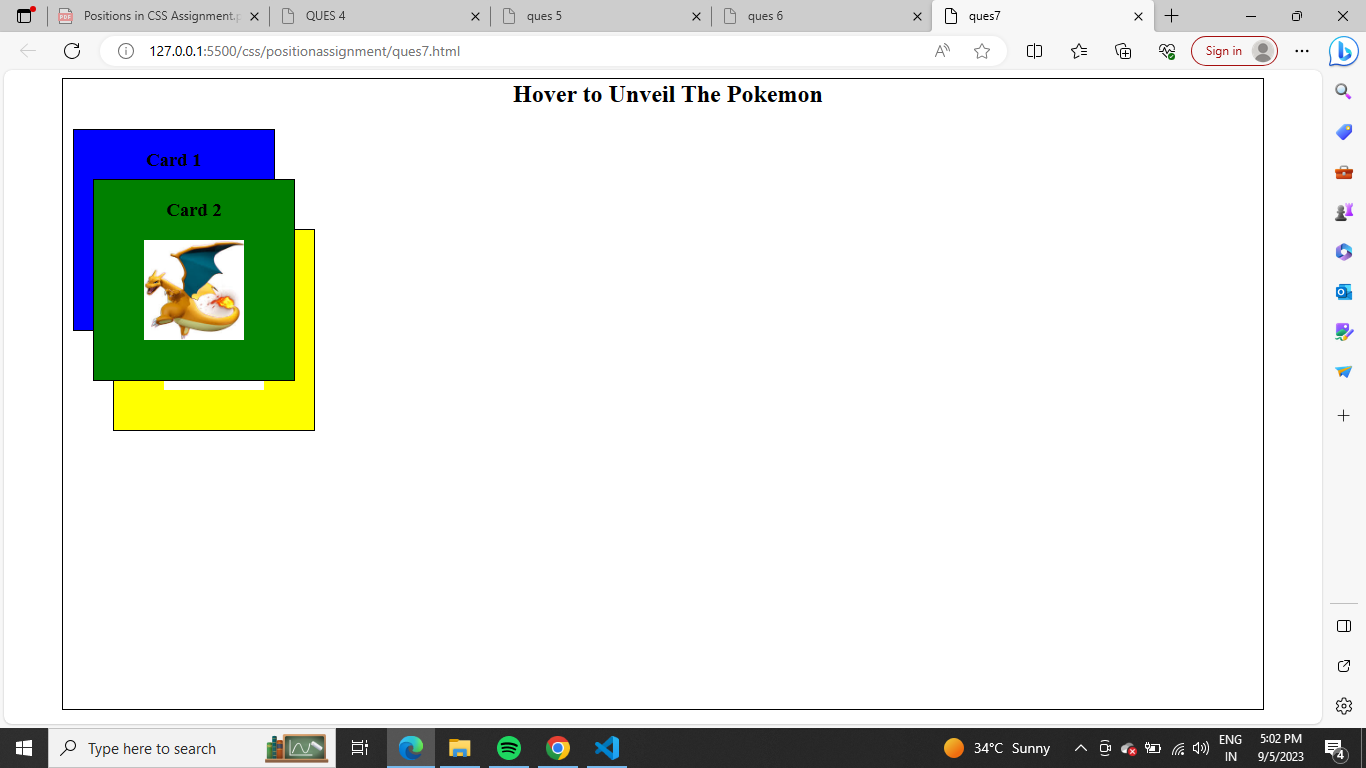 Positions in CSS Assignment.p
QUES 4
ques 5
ques 6
ques7
127.0.0.1:5500/css/positionassignment/ques7.html
Sign in
Hover to Unveil The Pokemon
Card 1
Card 2
Type here to search
34°C Sunny
ENG
IN
5:02 PM
9/5/2023
4